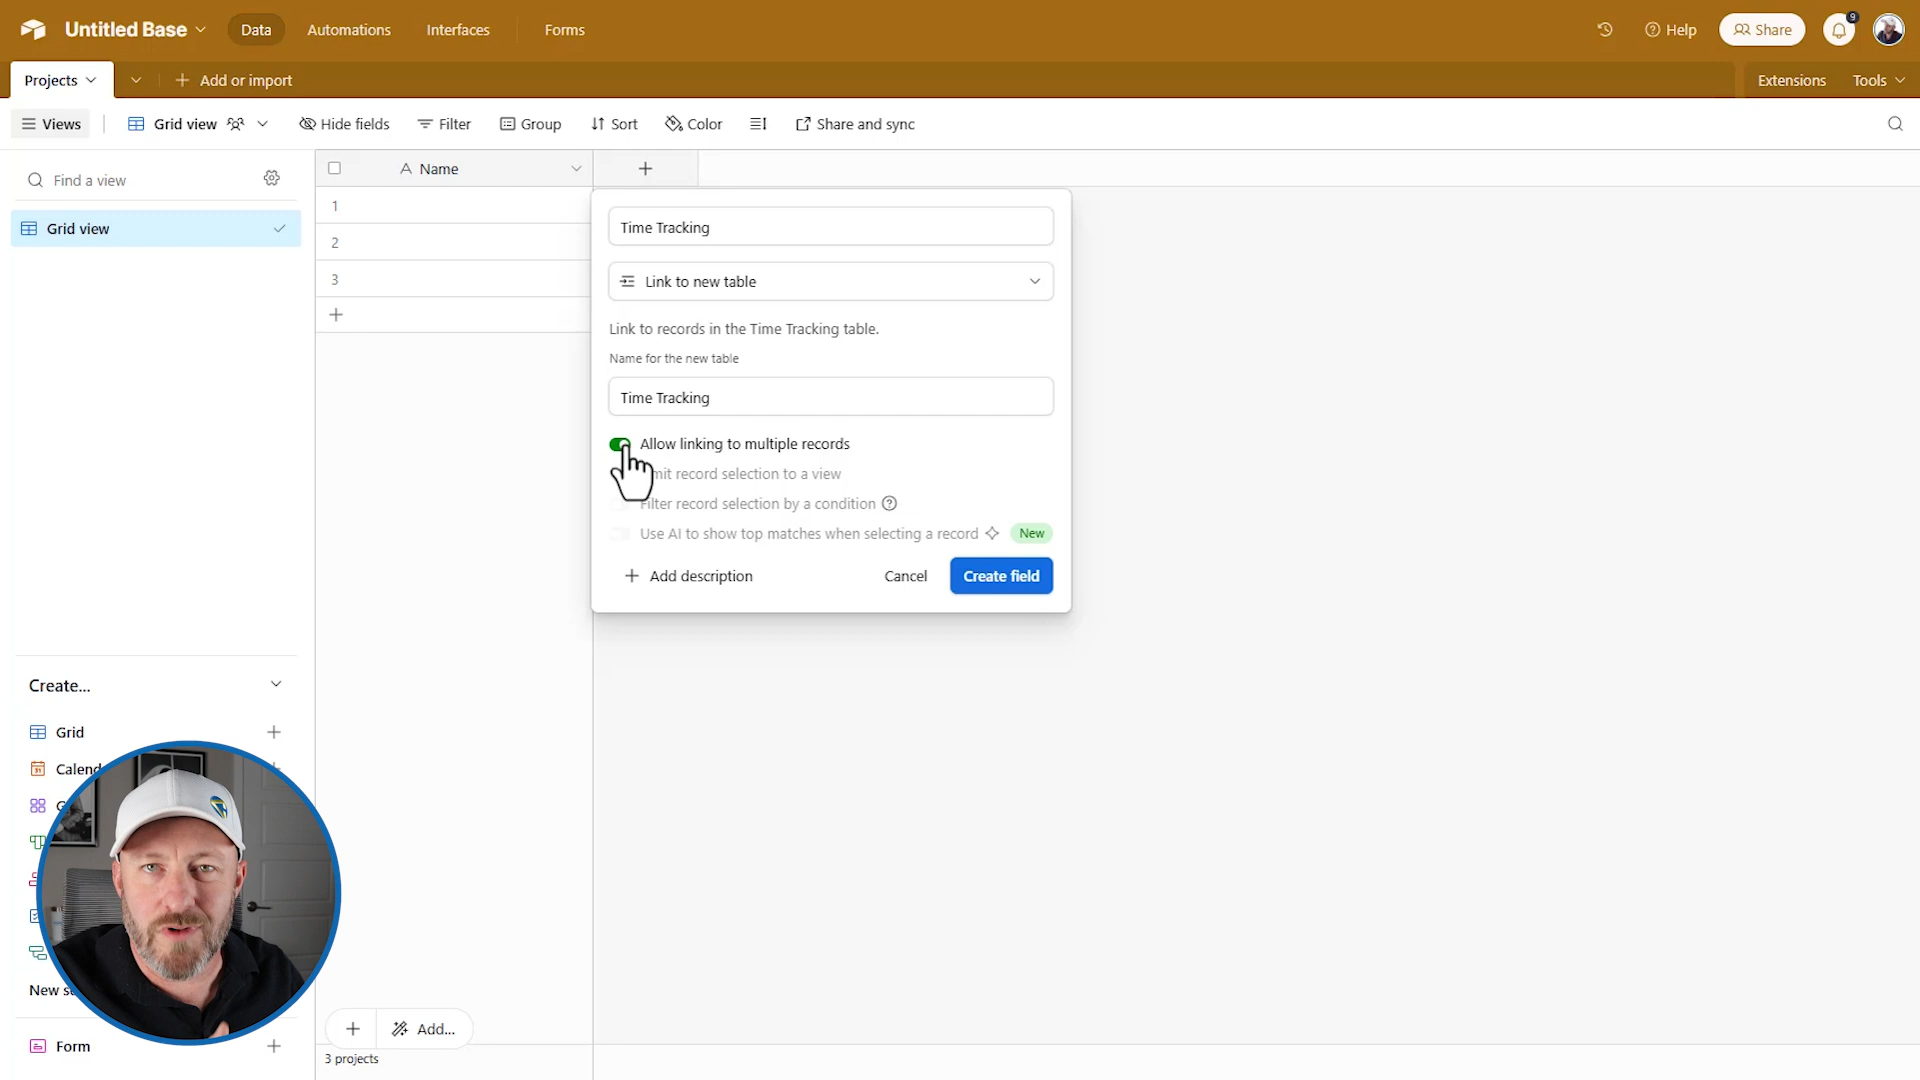 Untitled Base
Data
Automations
Interfaces
Forms
Help
Share
9
Projects
Add or import
Extensions
Tools
Views
Grid view
Hide fields
Filter
Group
Sort
Color
Share and sync
Find a view
Grid view
Name
1
2
3
Time Tracking
Link to new table
Link to records in the Time Tracking table.
Name for the new table
Time Tracking
Allow linking to multiple records
record selection to a view
Filter record selection by a condition
Use AI to show top matches when selecting a record
New
Add description
Cancel
Create field
Create...
Grid
New
Form
Add...
3 projects